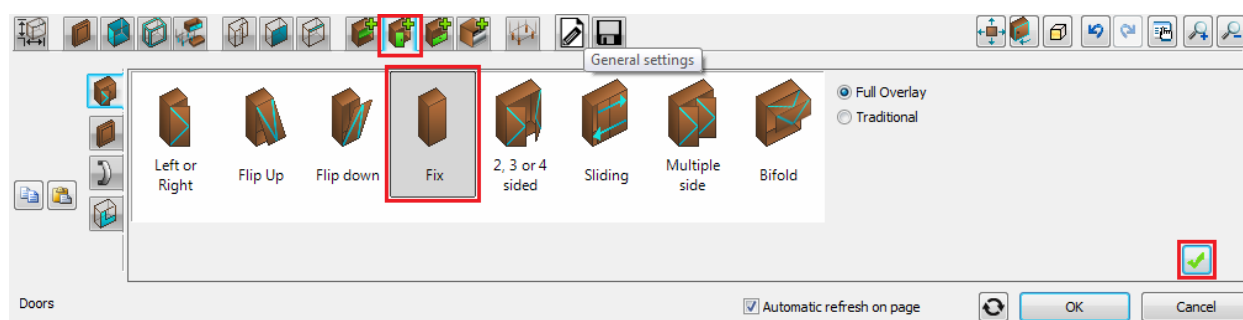 General settings
Left or
Right
Flip Up
Flip down
Fix
2, 3 or 4
sided
Sliding
Multiple
side
Bifold
Full Overlay
Traditional
Doors
Automatic refresh on page
OK
Cancel